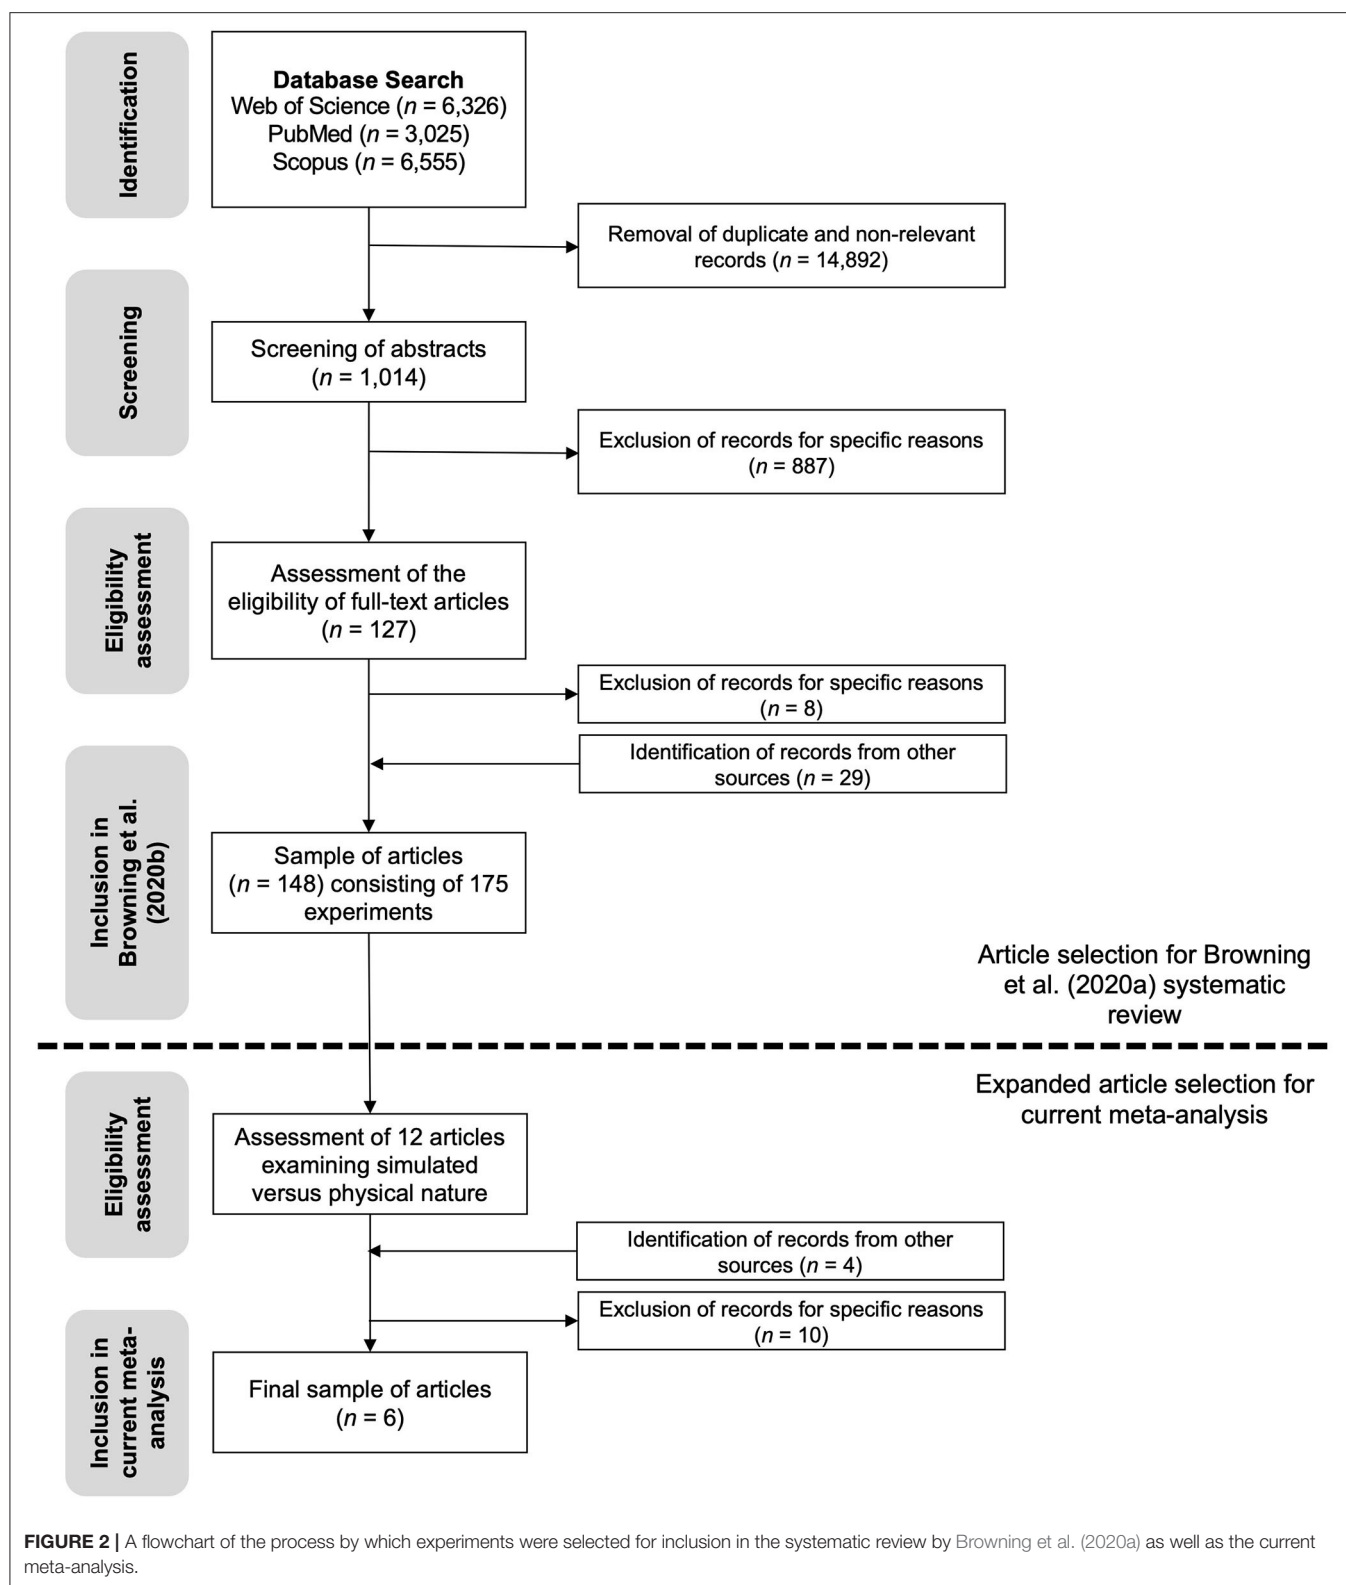 Identification
Database Search
Web of Science (n = 6,326)
PubMed (n = 3,025)
Scopus (n = 6,555)
Removal of duplicate and non-relevant
records (n = 14,892)
Screening
Screening of abstracts
(n = 1,014)
Exclusion of records for specific reasons
(n = 887)
Eligibility
assessment
Assessment of the
eligibility of full-text articles
(n = 127)
Exclusion of records for specific reasons
(n = 8)
Identification of records from other
sources (n = 29)
Inclusion in
Browning et al.
(2020b)
Sample of articles
(n = 148) consisting of 175
experiments
Article selection for Browning
et al. (2020a) systematic
review
Expanded article selection for
current meta-analysis
Eligibility
assessment
Assessment of 12 articles
examining simulated
versus physical nature
Identification of records from other
sources (n = 4)
Exclusion of records for specific reasons
(n = 10)
Inclusion in
current meta-
analysis
Final sample of articles
(n = 6)
FIGURE 2 | A flowchart of the process by which experiments were selected for inclusion in the systematic review by Browning et al. (2020a) as well as the current
meta-analysis.